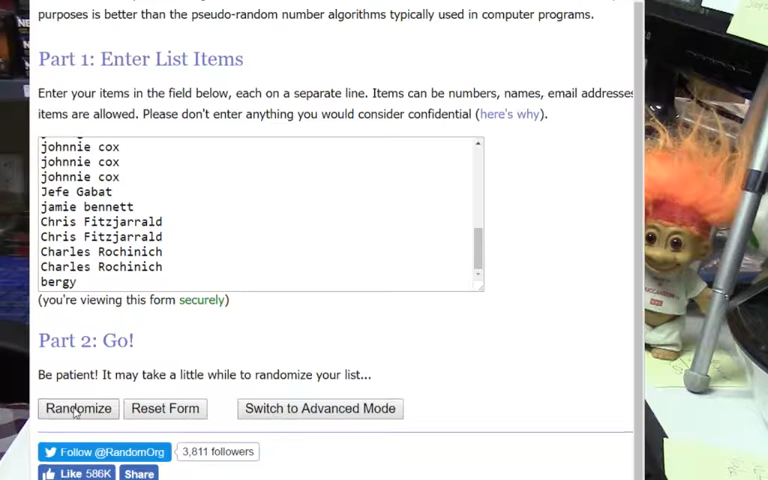 purposes is better than the pseudo-random number algorithms typically used in computer programs.
Part 1: Enter List Items
Enter your items in the field below, each on a separate line. Items can be numbers, names, email addresses
items are allowed. Please don't enter anything you would consider confidential (here's why).
johnnie cox
johnnie cox
johnnie cox
Jefe Gabat
jamie bennett
Chris Fitzjarrald
Chris Fitzjarrald
Charles Rochinich
Charles Rochinich
bergy
(you're viewing this form securely)
Part 2: Go!
Be patient! It may take a little while to randomize your list...
Randomize Reset Form Switch to Advanced Mode
Follow @RandomOrg 3,811 followers
Like 586K Share